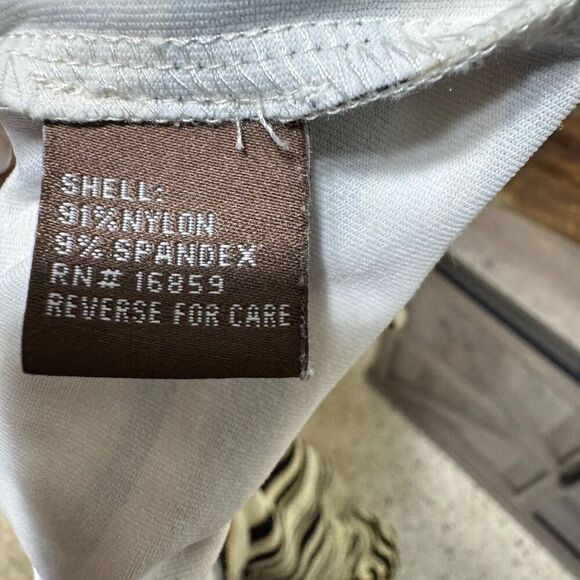 SHELL:
91% NYLON
9% SPANDEX
RN# 16859
REVERSE FOR CARE